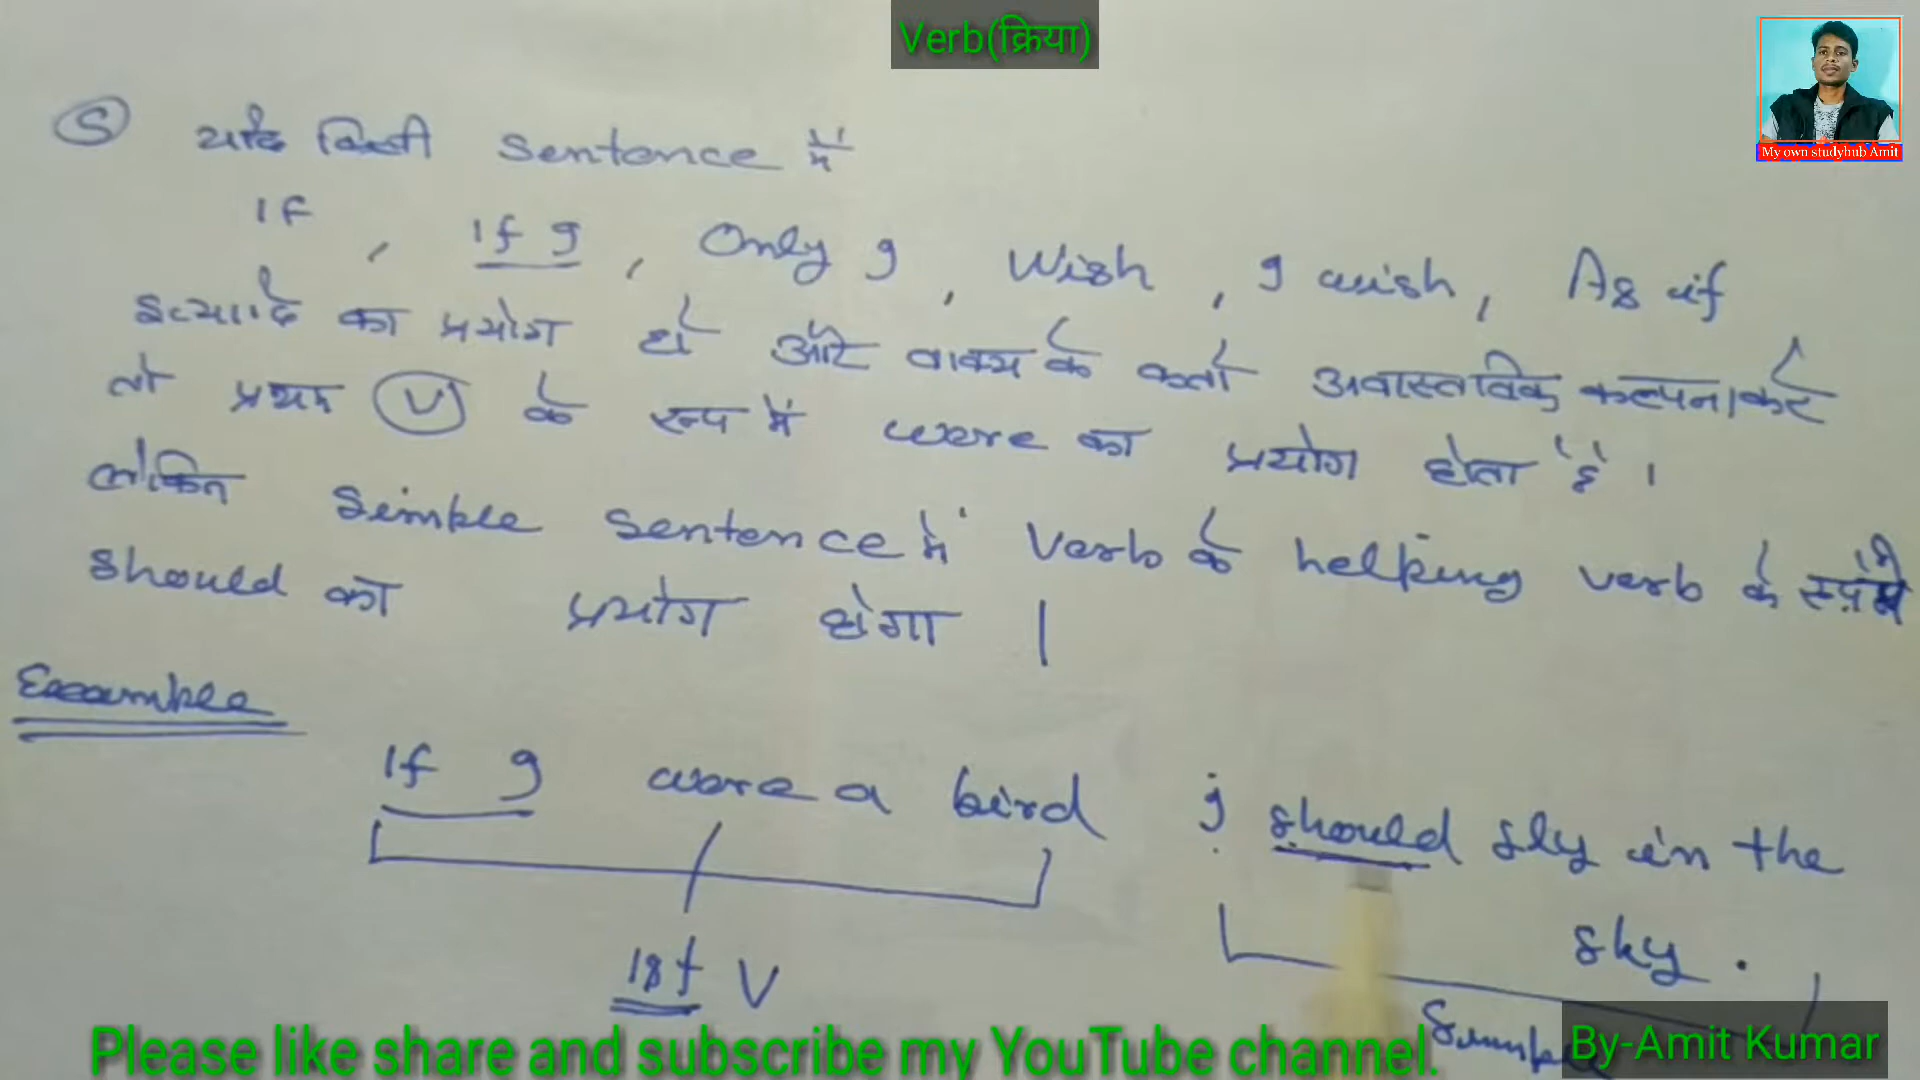 Verb(क्रिया)
My own studyhub Amit
5 यदि किसी sentence में
If, If I, Only I, Wish, I wish, As if
इत्यादि का प्रयोग हो और वाक्य के कर्ता अवास्तविक कल्पना करे
तो प्रथम V के रूप में were का प्रयोग होता है ।
लेकिन Simple sentence में Verb के helping verb के रूप में
should का प्रयोग होगा |
Example
If I were a bird I should fly in the
sky.
1st V
Simple
Please like share and subscribe my YouTube channel.
By-Amit Kumar